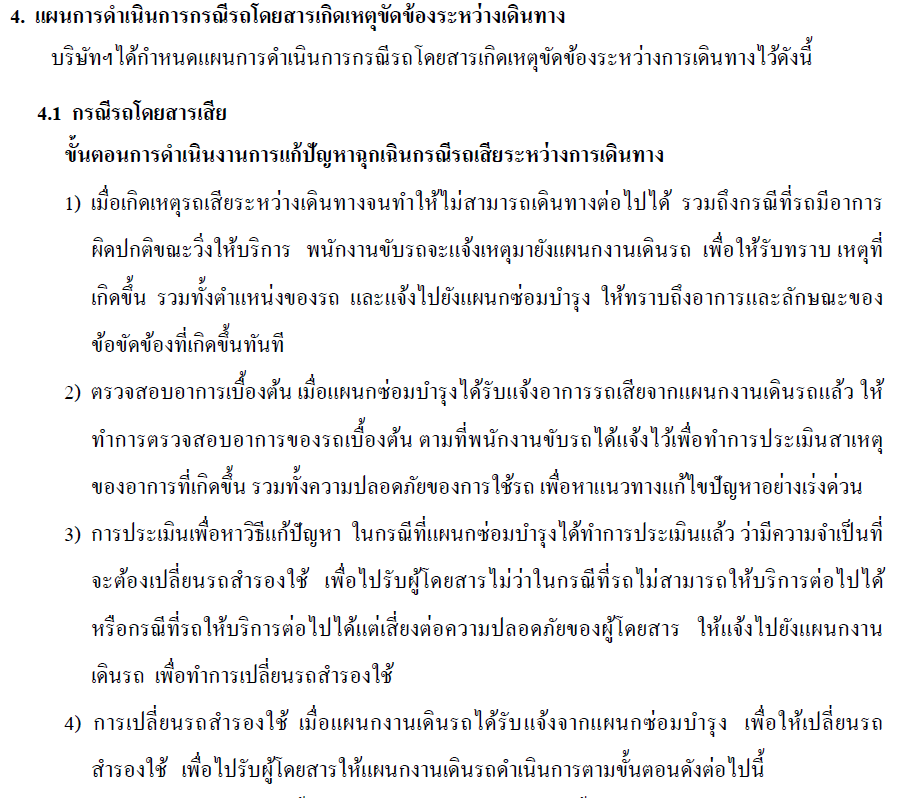 4. แผนการดำเนินการกรณีรถโดยสารเกิดเหตุขัดข้องระหว่างเดินทาง
บริษัทฯได้กำหนดแผนการดำเนินการกรณีรถโดยสารเกิดเหตุขัดข้องระหว่างการเดินทางไว้ดังนี้
4.1 กรณีรถโดยสารเสีย
ขั้นตอนการดำเนินงานการแก้ปัญหาฉุกเฉินกรณีรถเสียระหว่างการเดินทาง
1) เมื่อเกิดเหตุรถเสียระหว่างเดินทางจนทำให้ไม่สามารถเดินทางต่อไปได้ รวมถึงกรณีที่รถมีอาการ
ผิดปกติขณะวิ่งให้บริการ พนักงานขับรถจะแจ้งเหตุมายังแผนกงานเดินรถ เพื่อให้รับทราบ เหตุที่
เกิดขึ้น รวมทั้งตำแหน่งของรถ และแจ้งไปยังแผนกซ่อมบำรุง ให้ทราบถึงอาการและลักษณะของ
ข้อขัดข้องที่เกิดขึ้นทันที
2) ตรวจสอบอาการเบื้องต้น เมื่อแผนกซ่อมบำรุงได้รับแจ้งอาการรถเสียจากแผนกงานเดินรถแล้ว ให้
ทำการตรวจสอบอาการของรถเบื้องต้น ตามที่พนักงานขับรถได้แจ้งไว้เพื่อทำการประเมินสาเหตุ
ของอาการที่เกิดขึ้น รวมทั้งความปลอดภัยของการใช้รถ เพื่อหาแนวทางแก้ไขปัญหาอย่างเร่งด่วน
3) การประเมินเพื่อหาวิธีแก้ปัญหา ในกรณีที่แผนกซ่อมบำรุงได้ทำการประเมินแล้ว ว่ามีความจำเป็นที่
จะต้องเปลี่ยนรถสำรองใช้ เพื่อไปรับผู้โดยสารไม่ว่าในกรณีที่รถไม่สามารถให้บริการต่อไปได้
หรือกรณีที่รถให้บริการต่อไปได้แต่เสี่ยงต่อความปลอดภัยของผู้โดยสาร ให้แจ้งไปยังแผนกงาน
เดินรถ เพื่อทำการเปลี่ยนรถสำรองใช้
4) การเปลี่ยนรถสำรองใช้ เมื่อแผนกงานเดินรถได้รับแจ้งจากแผนกซ่อมบำรุง เพื่อให้เปลี่ยนรถ
สำรองใช้ เพื่อไปรับผู้โดยสารให้แผนกงานเดินรถดำเนินการตามขั้นตอนดังต่อไปนี้